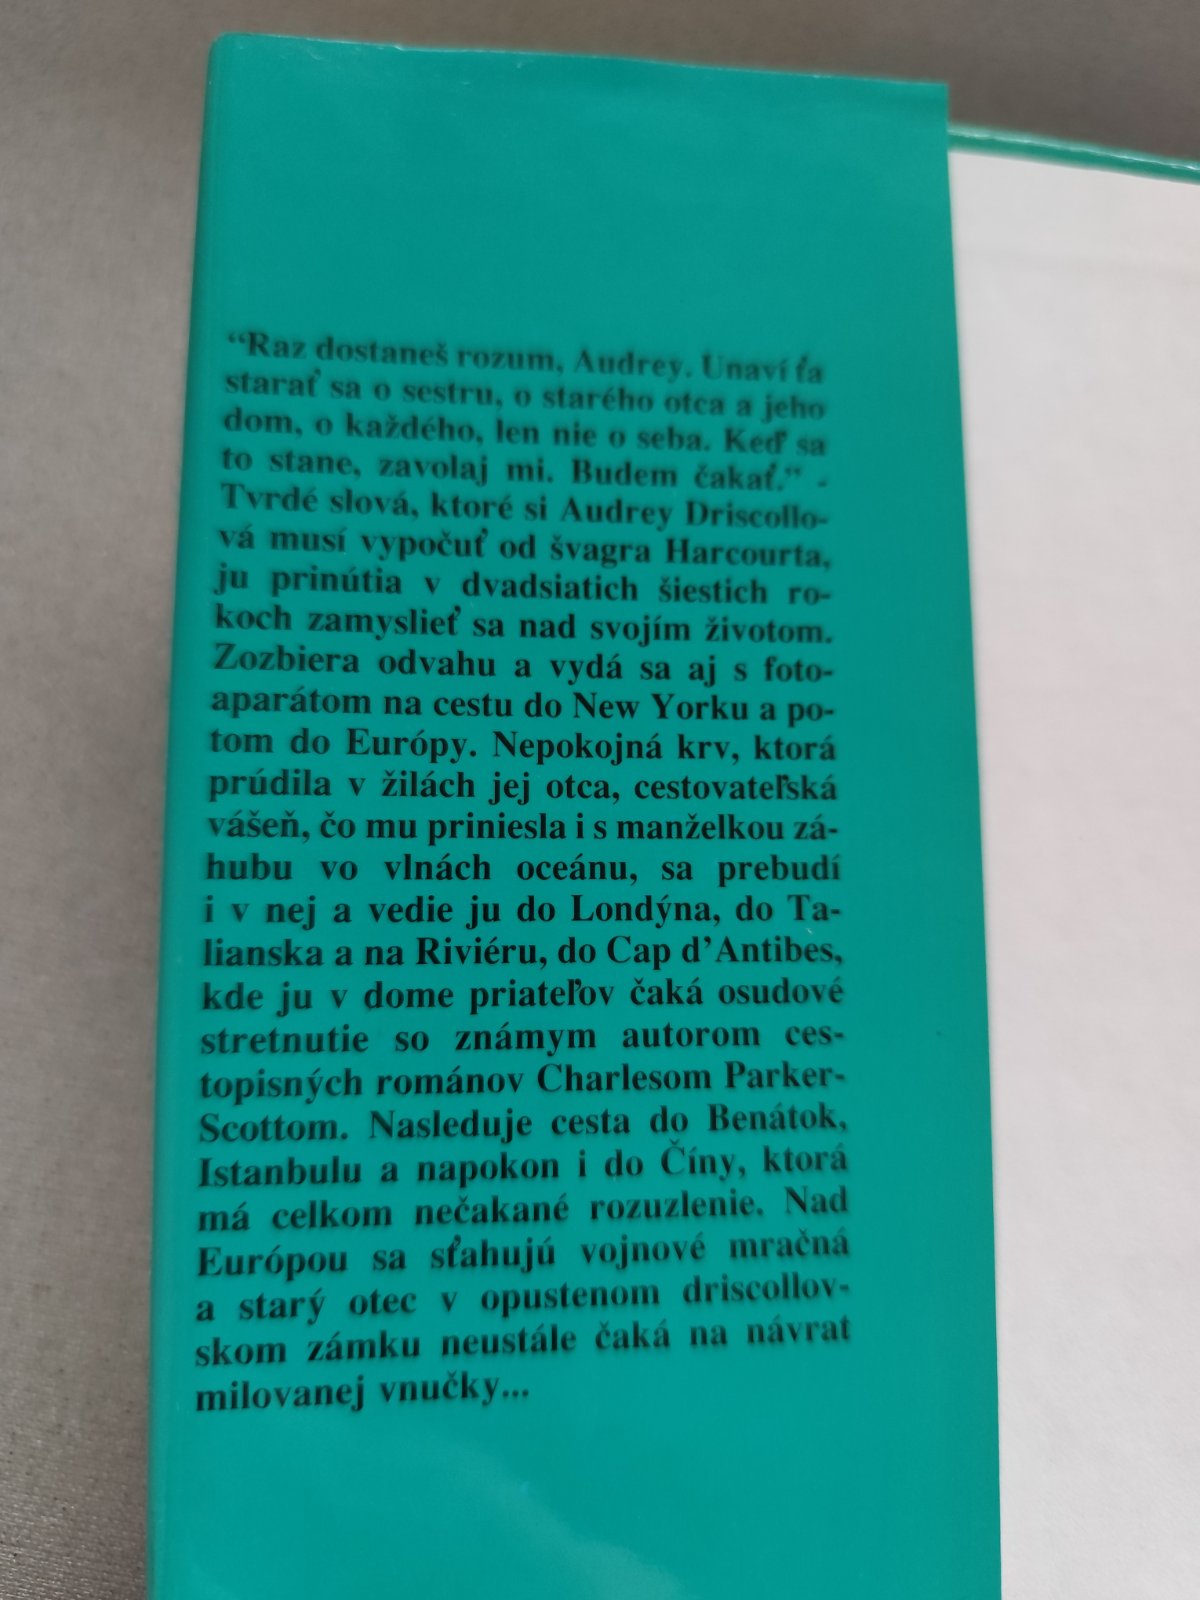 “Raz dostaneš rozum, Audrey. Unaví ťa
starať sa o sestru, o starého otca a jeho
dom, o každého, len nie o seba. Keď sa
to stane, zavolaj mi. Budem čakať.“ -
Tvrdé slová, ktoré si Audrey Driscollo-
vá musí vypočuť od švagra Harcourta,
ju prinútia v dvadsiatich šiestich ro-
koch zamyslieť sa nad svojím životom.
Zozbiera odvahu a vydá sa aj s foto-
aparátom na cestu do New Yorku a po-
tom do Európy. Nepokojná krv, ktorá
prúdila v žilách jej otca, cestovateľská
vášeň, čo mu priniesla i s manželkou zá-
hubu vo vlnách oceánu, sa prebudí
i v nej a vedie ju do Londýna, do Ta-
lianska a na Riviéru, do Cap d’Antibes,
kde ju v dome priateľov čaká osudové
stretnutie so známym autorom ces-
topisných románov Charlesom Parker-
Scottom. Nasleduje cesta do Benátok,
Istanbulu a napokon i do Číny, ktorá
má celkom nečakané rozuzlenie. Nad
Európou sa sťahujú vojnové mračná
a starý otec v opustenom driscollov-
skom zámku neustále čaká na návrat
milovanej vnučky...